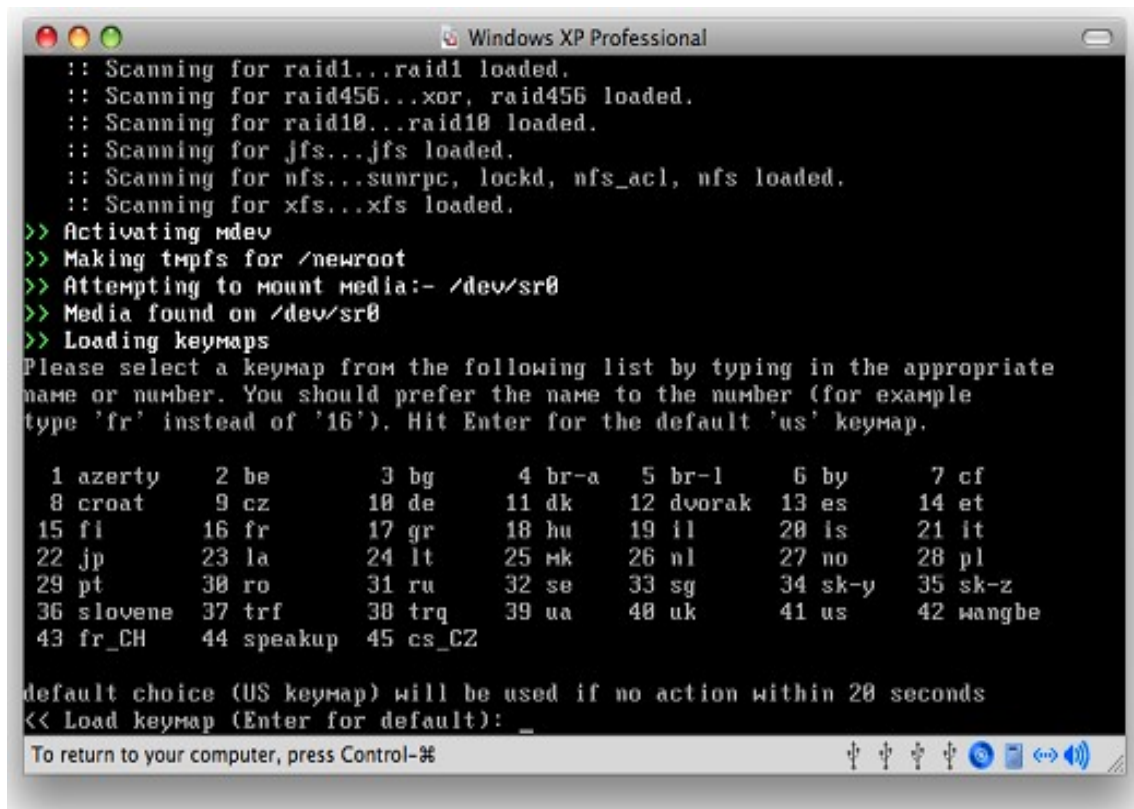 Windows XP Professional
:: Scanning for raid1...raid1 loaded.
:: Scanning for raid456...xor, raid456 loaded.
:: Scanning for raid10...raid10 loaded.
:: Scanning for jfs...jfs loaded.
:: Scanning for nfs...sunrpc, lockd, nfs_acl, nfs loaded.
:: Scanning for xfs...xfs loaded.
>> Activating mdev
>> Making tmpfs for /newroot
>> Attempting to mount media:- /dev/sr0
>> Media found on /dev/sr0
>> Loading keymaps
Please select a keymap from the following list by typing in the appropriate
name or number. You should prefer the name to the number (for example
type 'fr' instead of '16'). Hit Enter for the default 'us' keymap.
1 azerty 2 be 3 bg 4 br-a 5 br-l 6 by 7 cf
8 croat 9 cz 10 de 11 dk 12 dvorak 13 es 14 et
15 fi 16 fr 17 gr 18 hu 19 il 20 is 21 it
22 jp 23 la 24 lt 25 mk 26 nl 27 no 28 pl
29 pt 30 ro 31 ru 32 se 33 sg 34 sk-y 35 sk-z
36 slovene 37 trf 38 trq 39 ua 40 uk 41 us 42 wangbe
43 fr_CH 44 speakup 45 cs_CZ
default choice (US keymap) will be used if no action within 20 seconds
<< Load keymap (Enter for default): _
To return to your computer, press Control-⌘